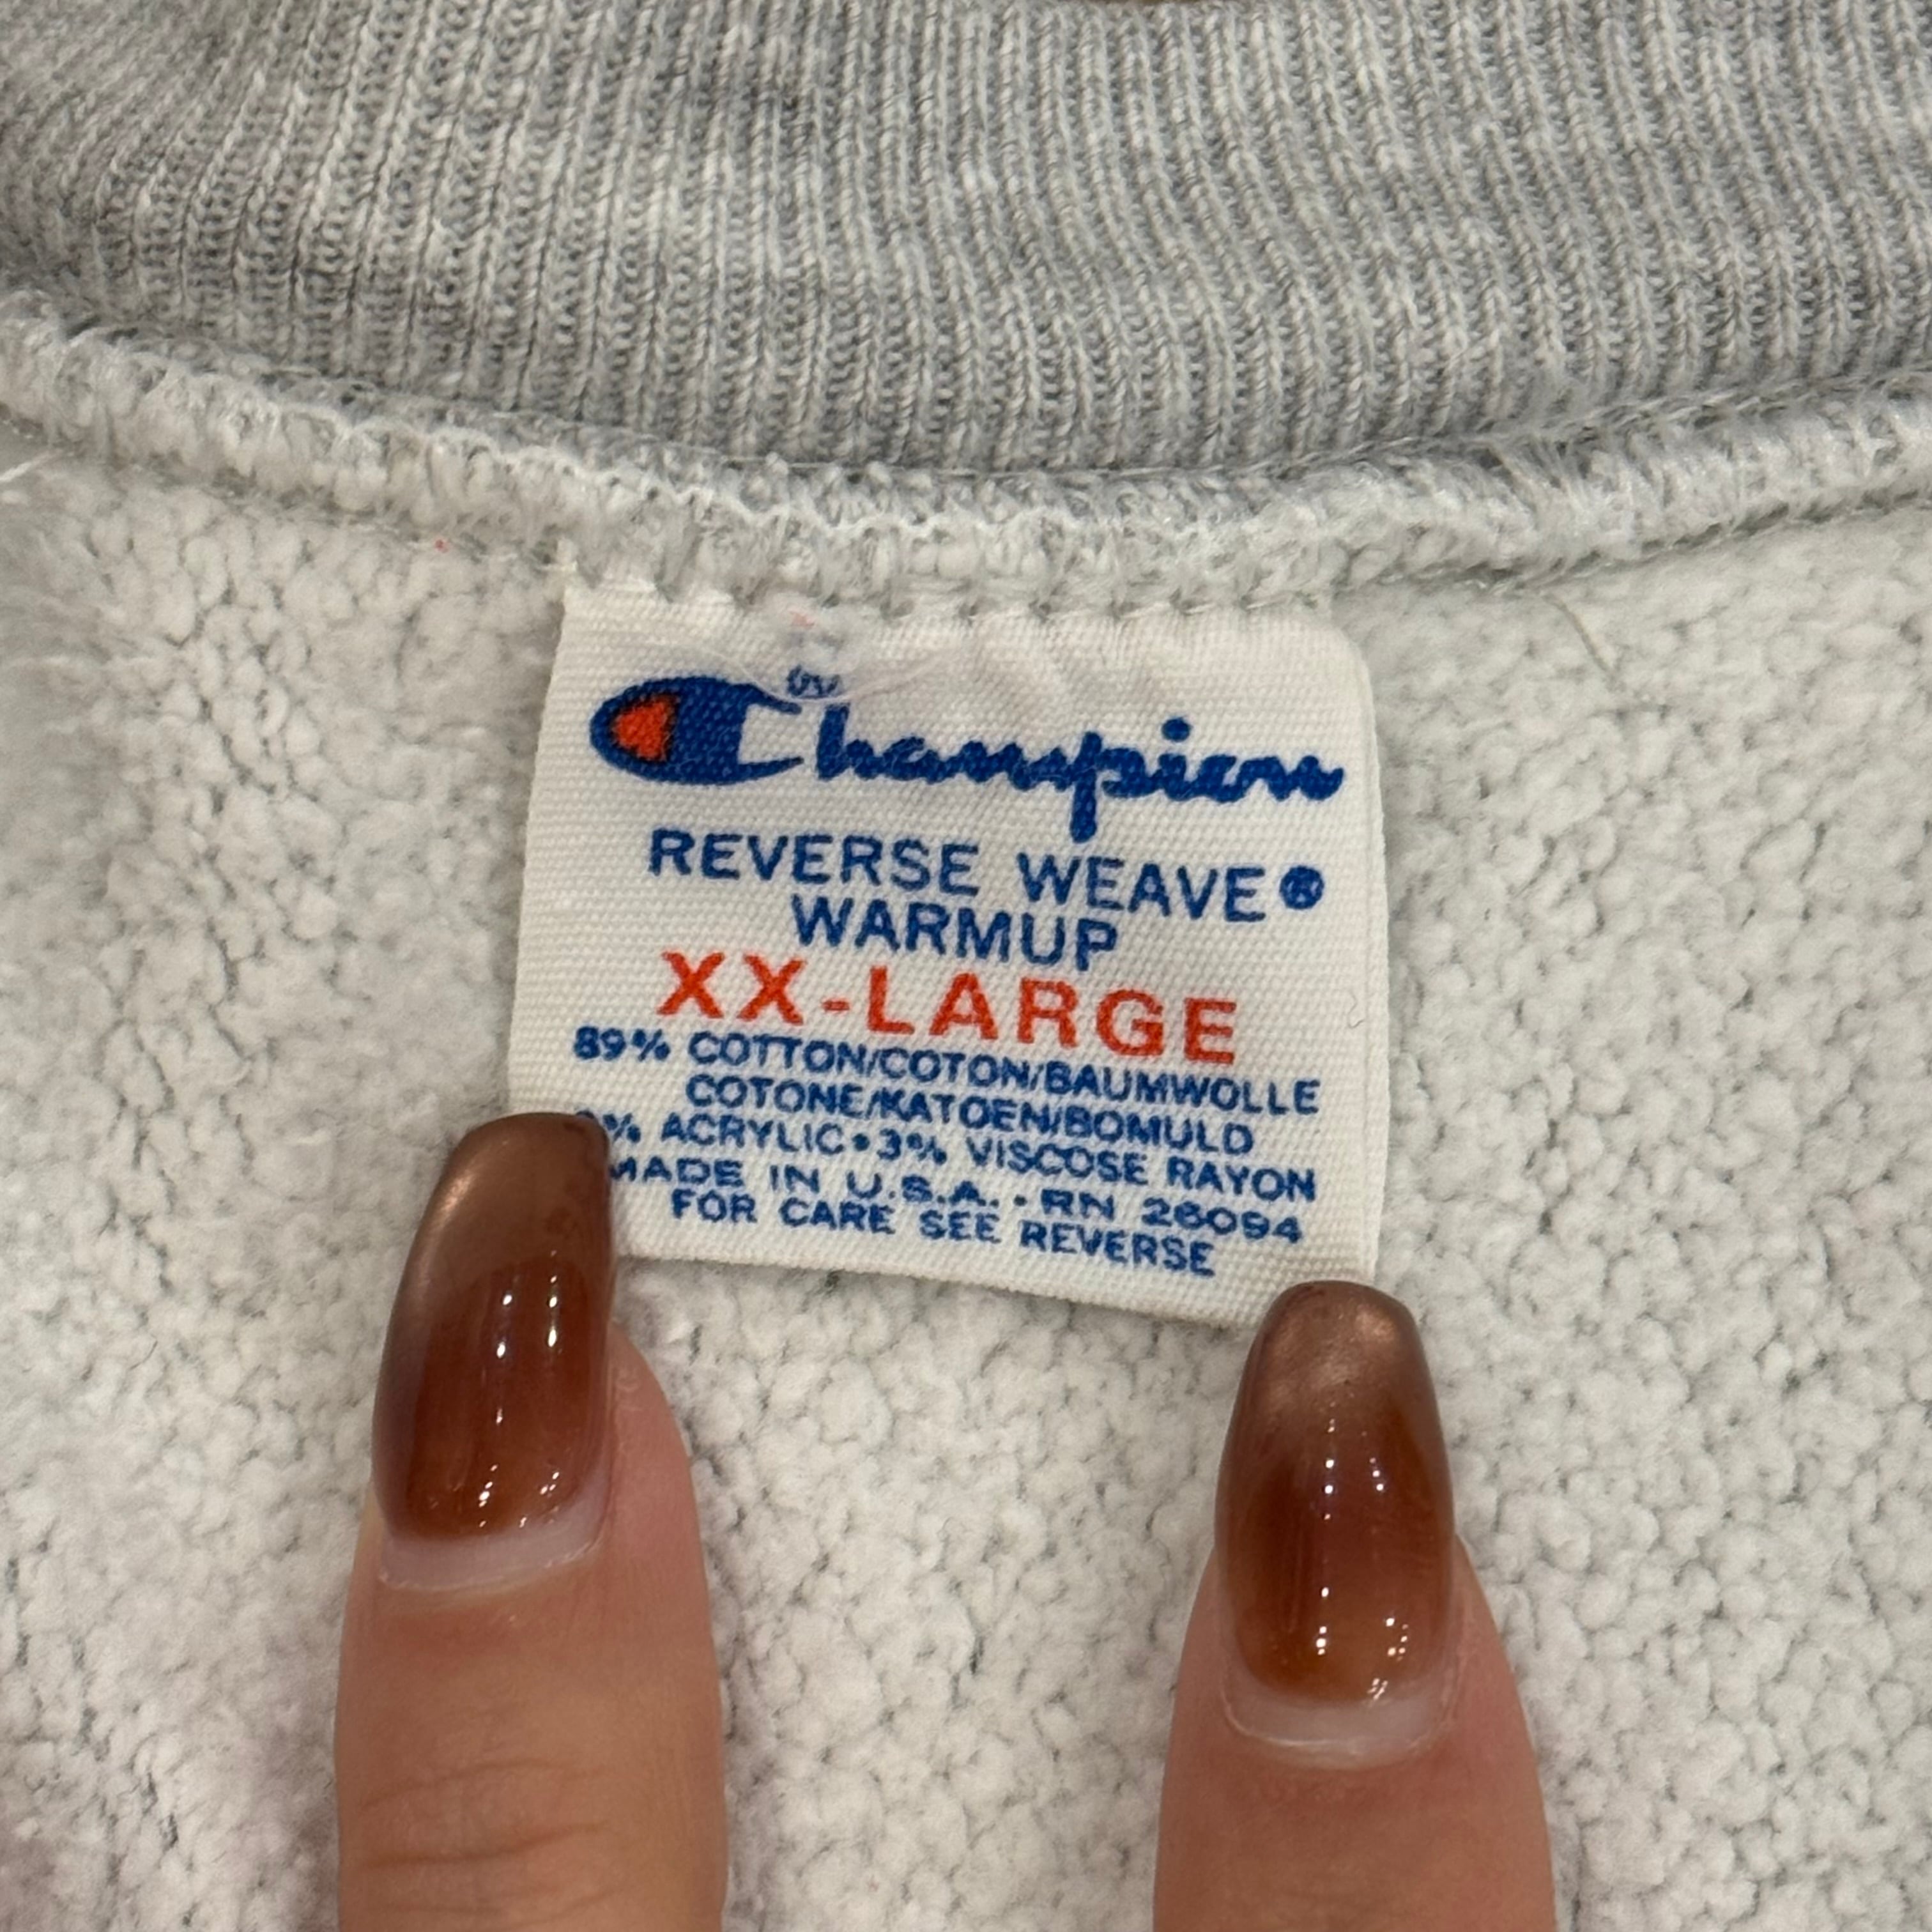 Champion
REVERSE WEAVE®
WARMUP
XX-LARGE
89% COTTON/COTON/BAUMWOLLE
COTONE/KATOEN/BOMULD
% ACRYLIC•3% VISCOSE RAYON
MADE IN U.S.A. • RN 26094
FOR CARE SEE REVERSE